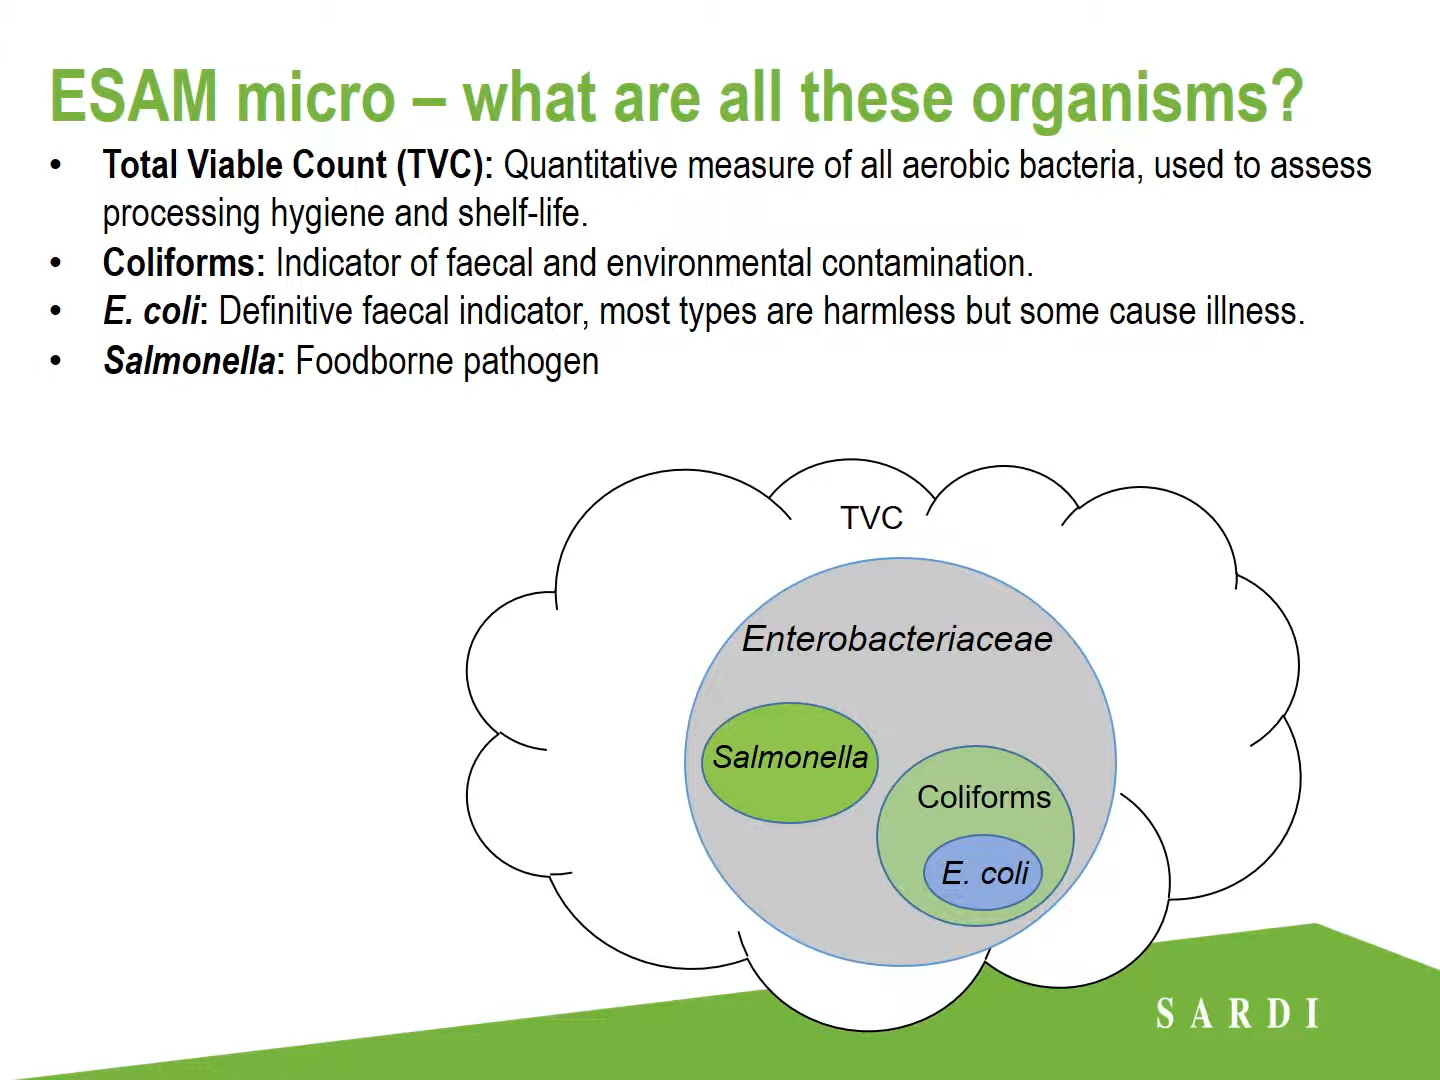 ESAM micro – what are all these organisms?
• Total Viable Count (TVC): Quantitative measure of all aerobic bacteria, used to assess
processing hygiene and shelf-life.
• Coliforms: Indicator of faecal and environmental contamination.
• E. coli: Definitive faecal indicator, most types are harmless but some cause illness.
• Salmonella: Foodborne pathogen
TVC
Enterobacteriaceae
Salmonella
Coliforms
E. coli
SARDI